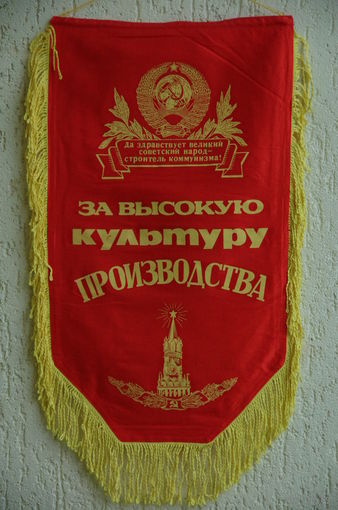 Да здравствует великий
советский народ-
строитель коммунизма!
ЗА ВЫСОКУЮ
культуру
ПРОИЗВОДСТВА